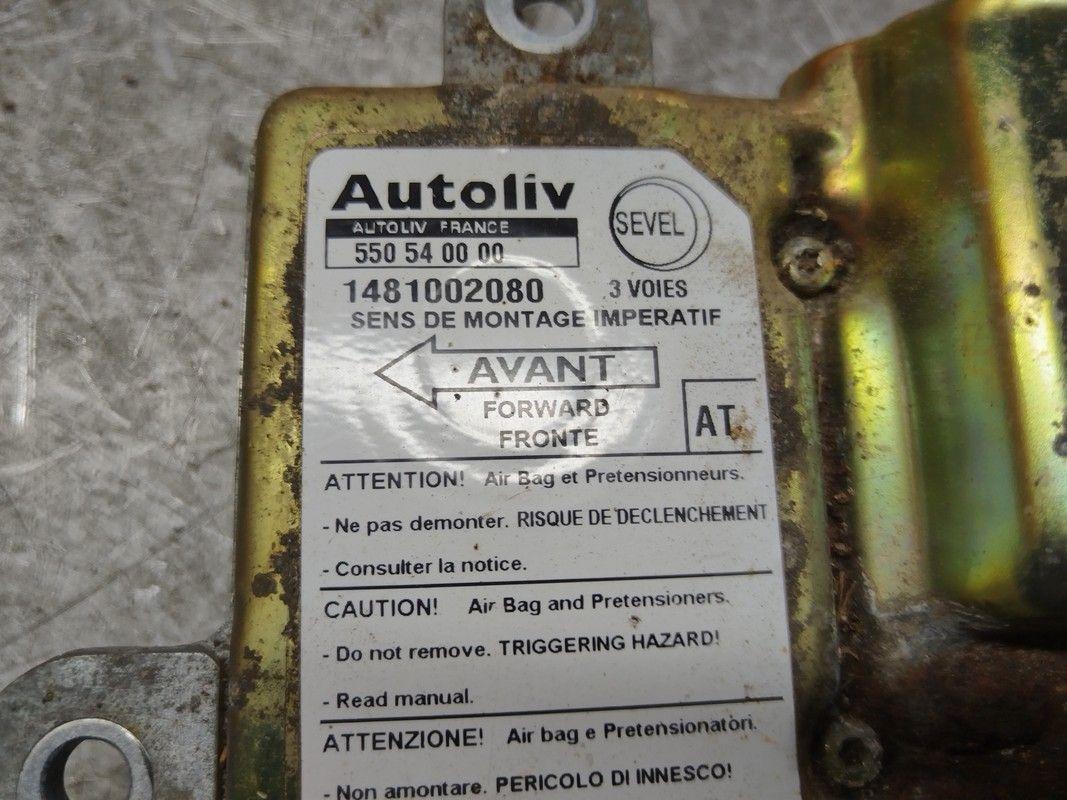 Autoliv
SEVEL
AUTOLIV FRANCE
550 54 00 00
1481002080 3 VOIES
SENS DE MONTAGE IMPERATIF
AVANT
FORWARD
FRONTE
AT
ATTENTION! Air Bag et Pretensionneurs.
- Ne pas demonter. RISQUE DE DECLENCHEMENT
- Consulter la notice.
CAUTION! Air Bag and Pretensioners.
- Do not remove. TRIGGERING HAZARD!
- Read manual.
ATTENZIONE! Air bag e Pretensionatori.
- Non amontare. PERICOLO DI INNESCO!